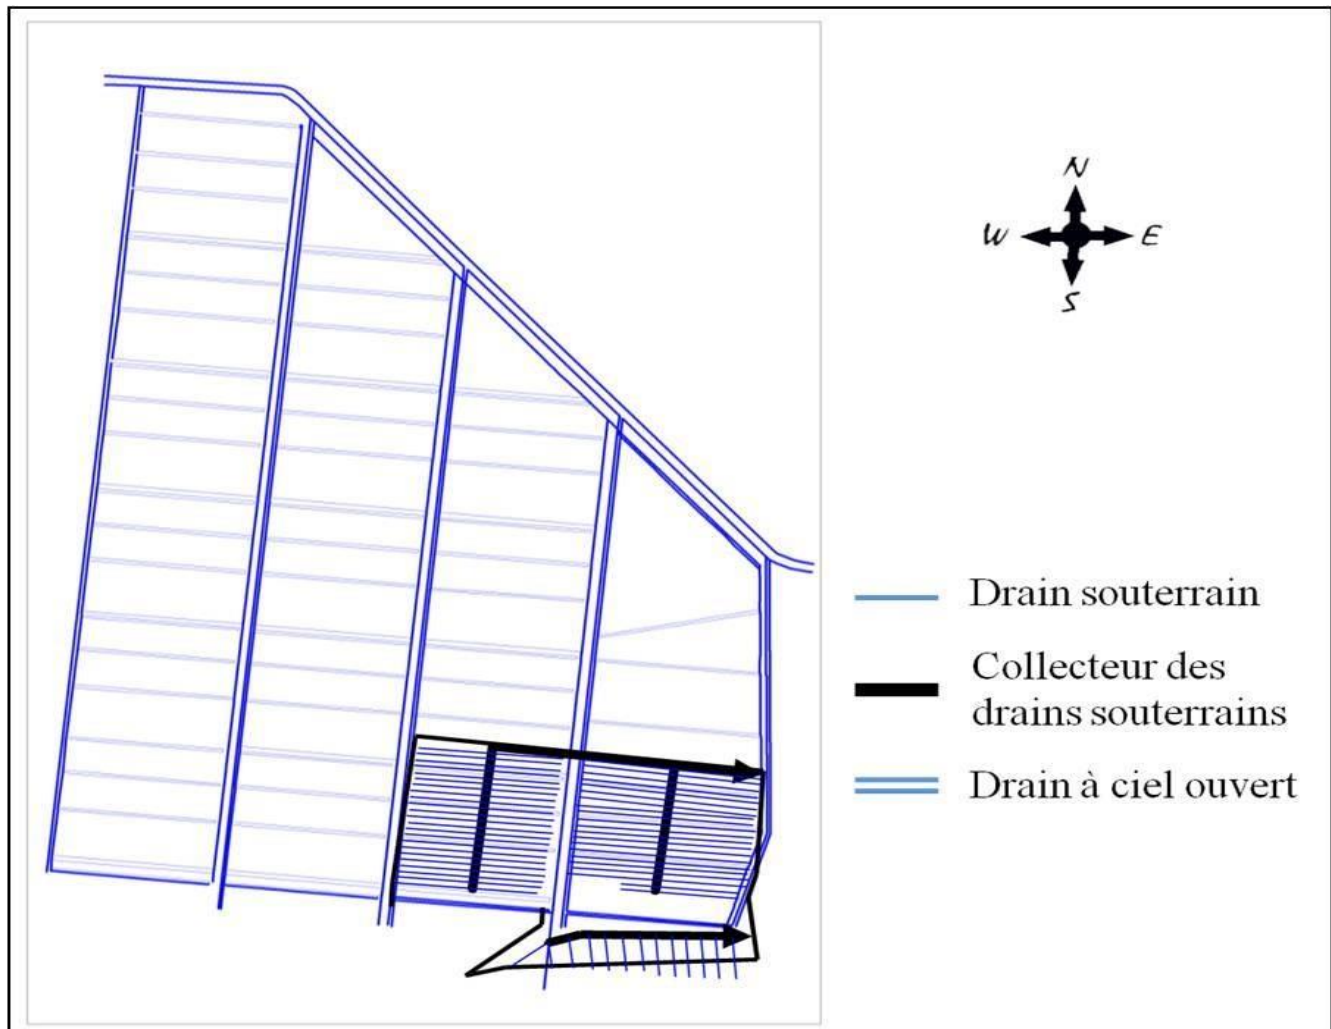 N
W E
S
Drain souterrain
Collecteur des
drains souterrains
Drain à ciel ouvert